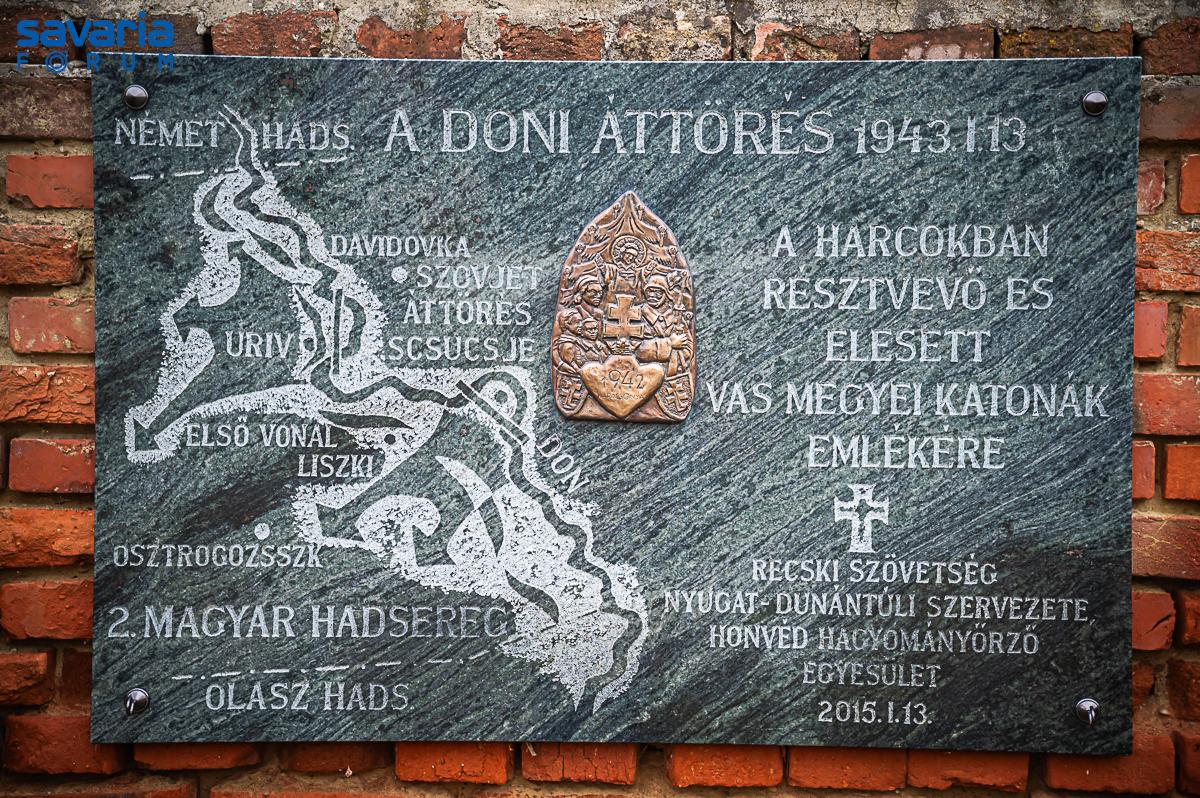 savaria
FORUM
A DONI ÁTTÖRÉS 1943.I.13.
NÉMET HADS.
DAVIDOVKA
SZOVJET
ÁTTÖRÉS
URIV
SCSUCSJE
ELSŐ VONAL
LISZKI
DON
OSZTROGOZSSZK
2. MAGYAR HADSEREG
OLASZ HADS.
1942
A HARCOKBAN
RÉSZTVEVŐ ÉS
ELESETT
VAS MEGYEI KATONÁK
EMLÉKÉRE
RECSKI SZÖVETSÉG
NYUGAT-DUNÁNTÚLI SZERVEZETE,
HONVÉD HAGYOMÁNYŐRZŐ
EGYESÜLET
2015.I.13.